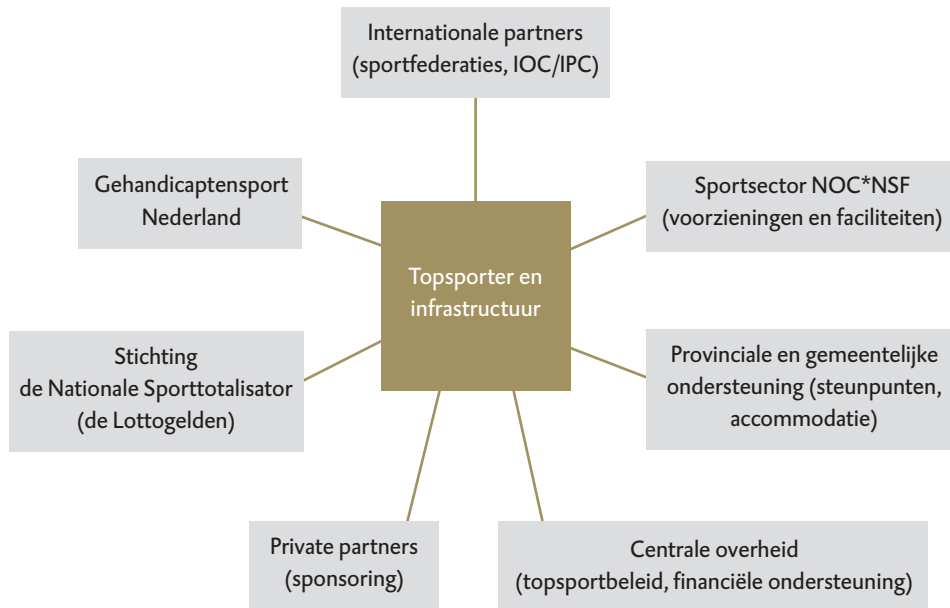 Internationale partners
(sportfederaties, IOC/IPC)
Gehandicaptensport
Nederland
Sportsector NOC*NSF
(voorzieningen en faciliteiten)
Topsporter en
infrastructuur
Stichting
de Nationale Sporttotalisator
(de Lottogelden)
Provinciale en gemeentelijke
ondersteuning (steunpunten,
accommodatie)
Private partners
(sponsoring)
Centrale overheid
(topsportbeleid, financiële ondersteuning)